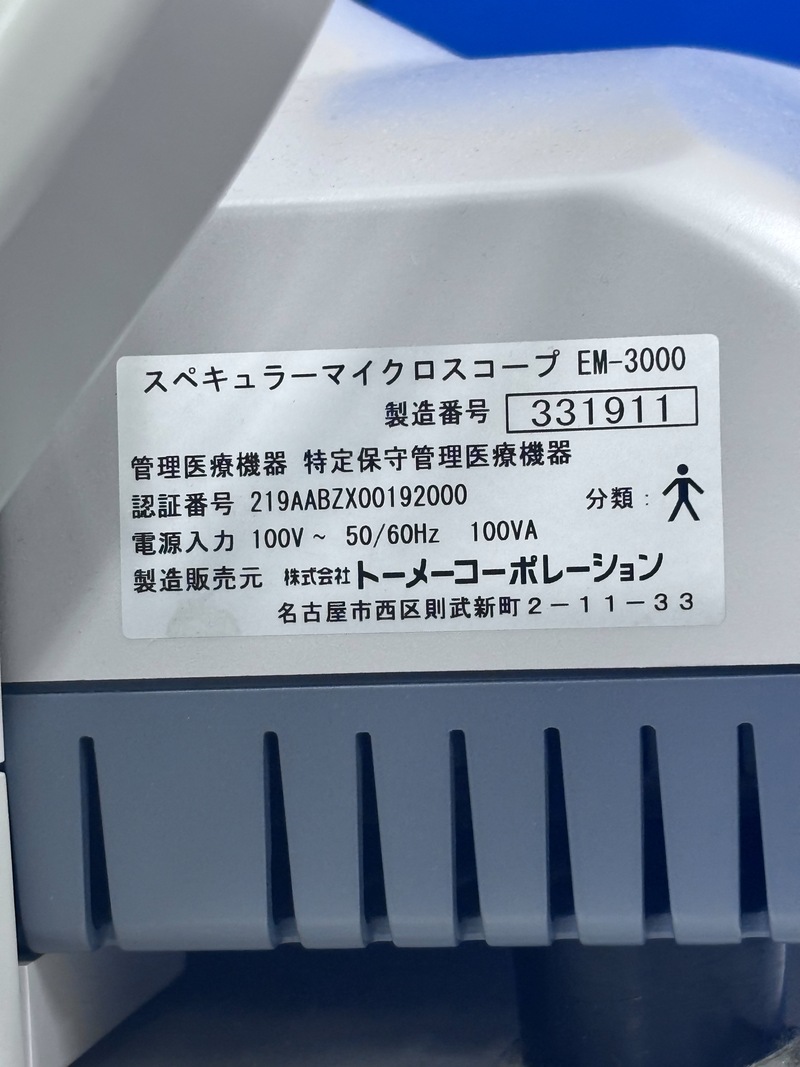 スペキュラーマイクロスコープ EM-3000
製造番号 331911
管理医療機器 特定保守管理医療機器
認証番号 219AABZX00192000 分類:
電源入力 100V~ 50/60Hz 100VA
製造販売元 株式会社トーメーコーポレーション
名古屋市西区則武新町2-11-33